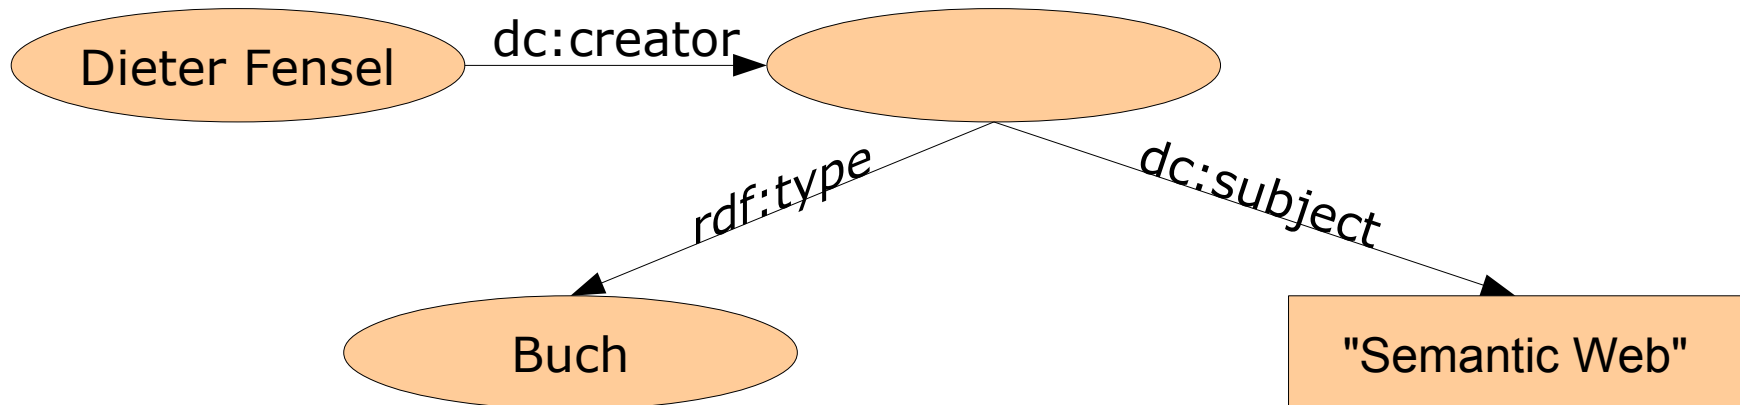 Dieter Fensel
dc:creator
rdf:type
dc:subject
Buch
"Semantic Web"